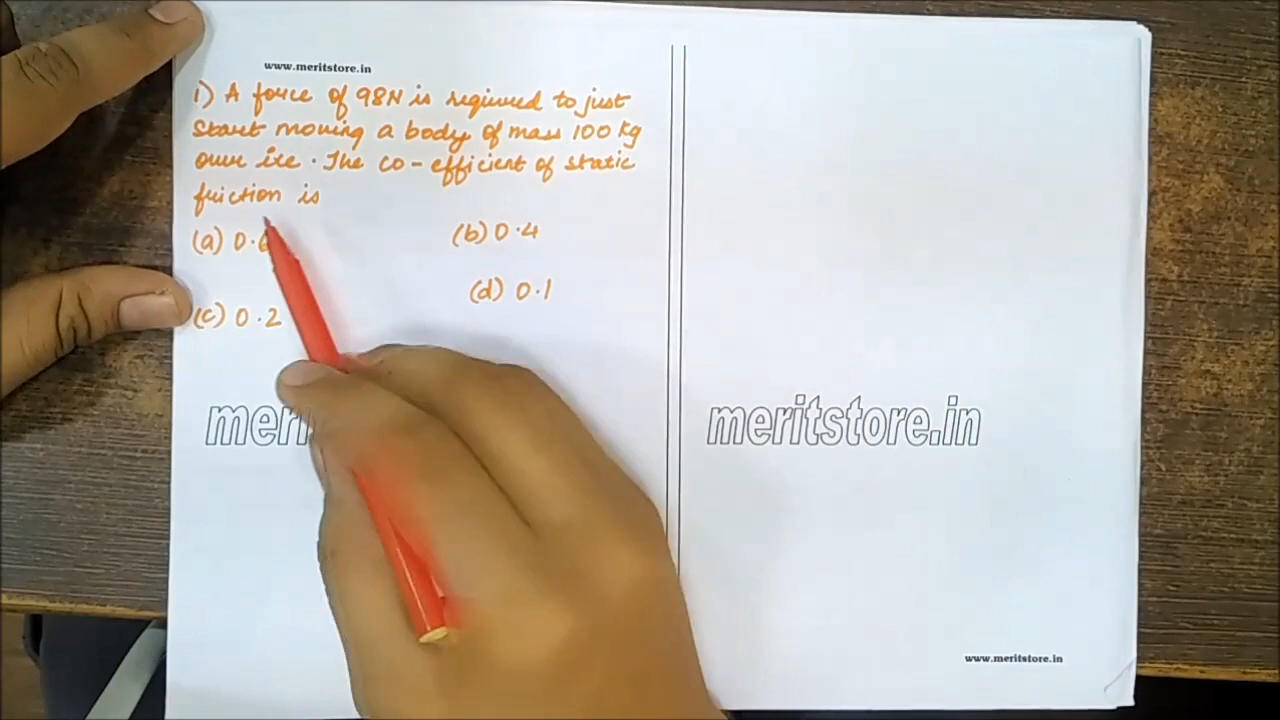 www.meritstore.in
1) A force of 98N is required to just
start moving a body of mass 100 kg
over ice. The co-efficient of static
friction is
(a) 0.
(b) 0.4
(d) 0.1
(c) 0.2
meritstore.in
www.meritstore.in